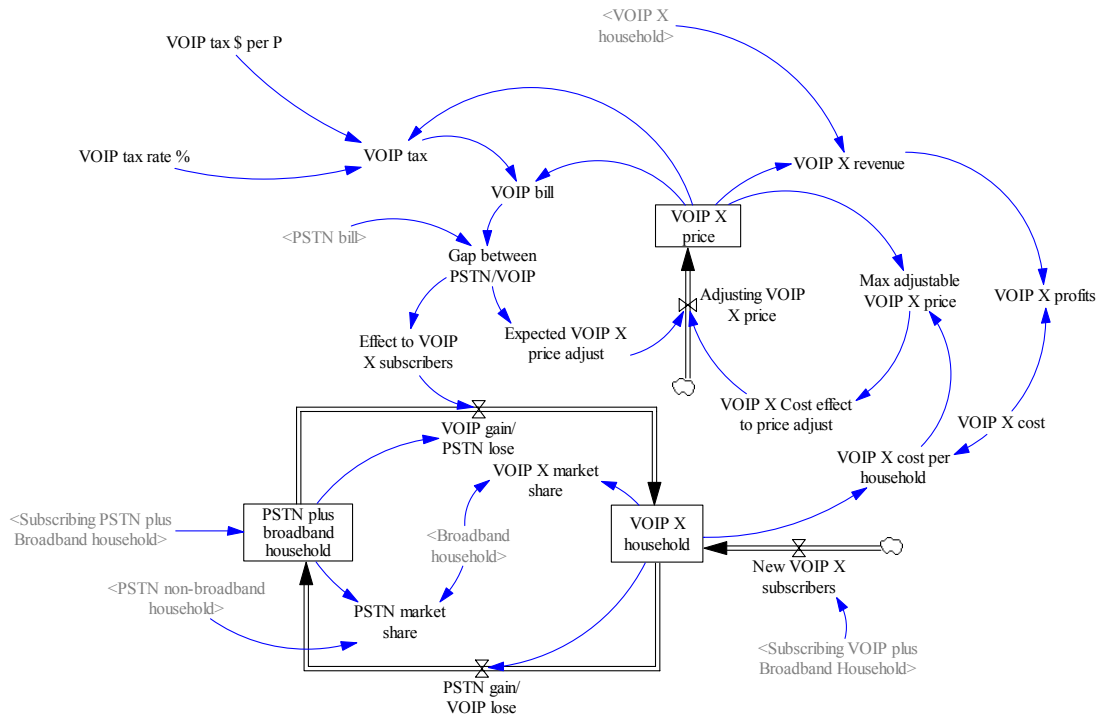 <VOIP X
household>
VOIP tax $ per P
VOIP tax rate %
VOIP tax
VOIP X revenue
VOIP bill
<PSTN bill>
VOIP X
price
Gap between
PSTN/VOIP
Adjusting VOIP
X price
Max adjustable
VOIP X price
VOIP X profits
Effect to VOIP
X subscribers
Expected VOIP X
price adjust
VOIP X Cost effect
to price adjust
VOIP X cost
VOIP gain/
PSTN lose
VOIP X cost per
household
VOIP X market
share
<Subscribing PSTN plus
Broadband household>
PSTN plus
broadband
household
<Broadband
household>
VOIP X
household
New VOIP X
subscribers
<PSTN non-broadband
household>
PSTN market
share
<Subscribing VOIP plus
Broadband Household>
PSTN gain/
VOIP lose